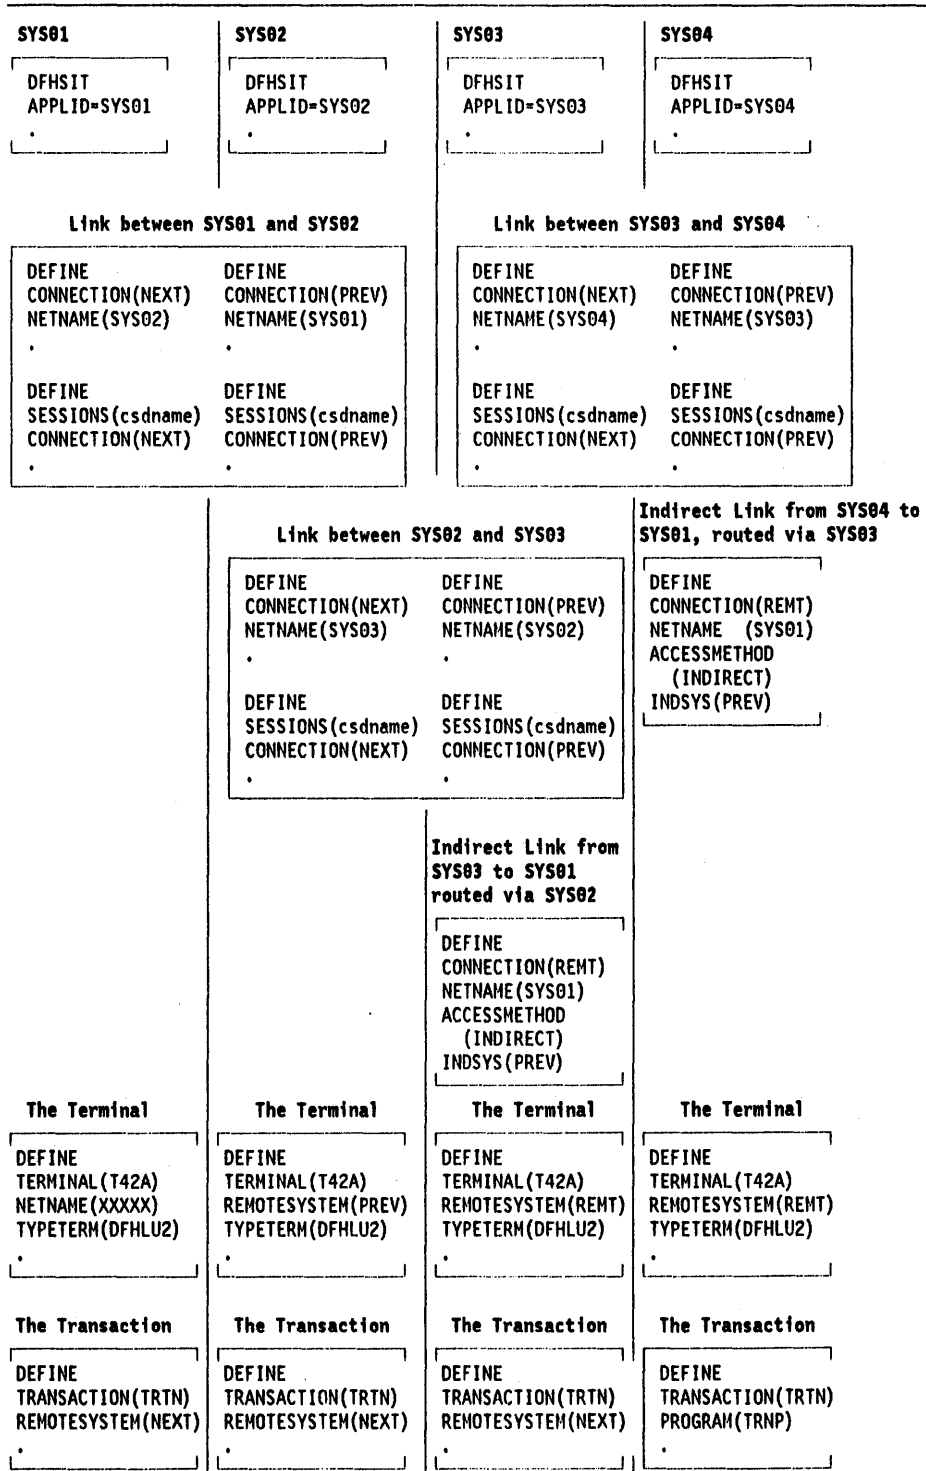 SYS01 SYS02 SYS03 SYS04
DFHSIT DFHSIT DFHSIT DFHSIT
APPLID=SYS01 APPLID=SYS02 APPLID=SYS03 APPLID=SYS04
. . . .
Link between SYS01 and SYS02 Link between SYS03 and SYS04
DEFINE DEFINE DEFINE DEFINE
CONNECTION(NEXT) CONNECTION(PREV) CONNECTION(NEXT) CONNECTION(PREV)
NETNAME(SYS02) NETNAME(SYS01) NETNAME(SYS04) NETNAME(SYS03)
. . . .
DEFINE DEFINE DEFINE DEFINE
SESSIONS(csdname) SESSIONS(csdname) SESSIONS(csdname) SESSIONS(csdname)
CONNECTION(NEXT) CONNECTION(PREV) CONNECTION(NEXT) CONNECTION(PREV)
. . . .
Link between SYS02 and SYS03
DEFINE DEFINE
CONNECTION(NEXT) CONNECTION(PREV)
NETNAME(SYS03) NETNAME(SYS02)
. .
DEFINE DEFINE
SESSIONS(csdname) SESSIONS(csdname)
CONNECTION(NEXT) CONNECTION(PREV)
. .
Indirect Link from SYS04 to
SYS01, routed via SYS03
DEFINE
CONNECTION(REMT)
NETNAME (SYS01)
ACCESSMETHOD
(INDIRECT)
INDSYS(PREV)
Indirect Link from
SYS03 to SYS01
routed via SYS02
DEFINE
CONNECTION(REMT)
NETNAME(SYS01)
ACCESSMETHOD
(INDIRECT)
INDSYS(PREV)
The Terminal The Terminal The Terminal The Terminal
DEFINE DEFINE DEFINE DEFINE
TERMINAL(T42A) TERMINAL(T42A) TERMINAL(T42A) TERMINAL(T42A)
NETNAME(XXXXX) REMOTESYSTEM(PREV) REMOTESYSTEM(REMT) REMOTESYSTEM(REMT)
TYPETERM(DFHLU2) TYPETERM(DFHLU2) TYPETERM(DFHLU2) TYPETERM(DFHLU2)
. . . .
The Transaction The Transaction The Transaction The Transaction
DEFINE DEFINE DEFINE DEFINE
TRANSACTION(TRTN) TRANSACTION(TRTN) TRANSACTION(TRTN) TRANSACTION(TRTN)
REMOTESYSTEM(NEXT) REMOTESYSTEM(NEXT) REMOTESYSTEM(NEXT) PROGRAM(TRNP)
. . . .